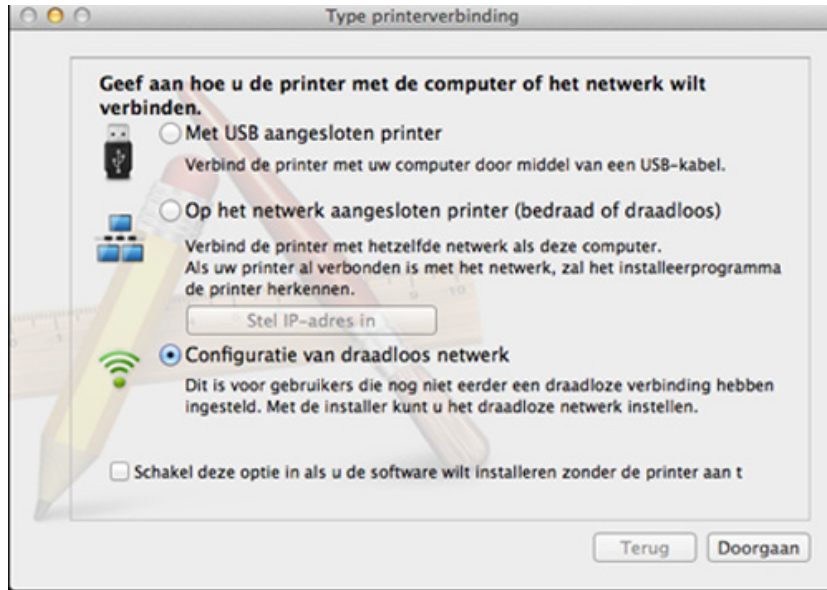 Type printerverbinding
Geef aan hoe u de printer met de computer of het netwerk wilt
verbinden.
Met USB aangesloten printer
Verbind de printer met uw computer door middel van een USB-kabel.
Op het netwerk aangesloten printer (bedraad of draadloos)
Verbind de printer met hetzelfde netwerk als deze computer.
Als uw printer al verbonden is met het netwerk, zal het installeerprogramma
de printer herkennen.
Stel IP-adres in
Configuratie van draadloos netwerk
Dit is voor gebruikers die nog niet eerder een draadloze verbinding hebben
ingesteld. Met de installer kunt u het draadloze netwerk instellen.
Schakel deze optie in als u de software wilt installeren zonder de printer aan t
Terug
Doorgaan